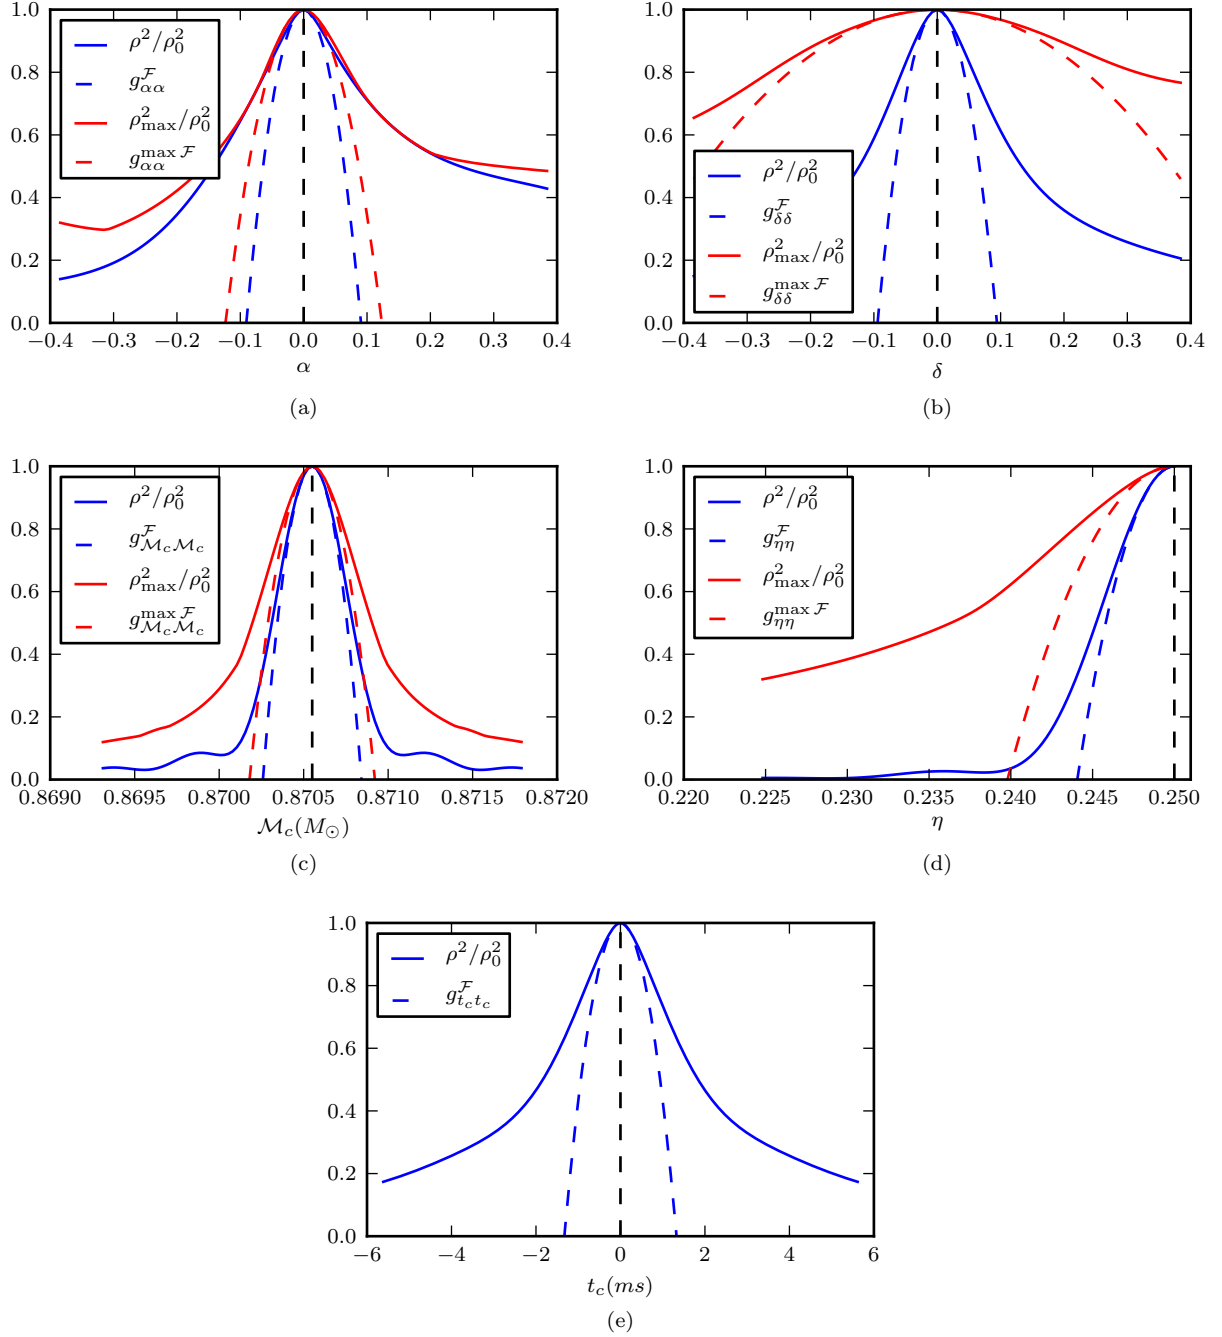 1.0
0.8
0.6
0.4
0.2
0.0
ρ²/ρ₀²
g^𝓕_αα
ρ²_max/ρ₀²
g^max 𝓕_αα
−0.4 −0.3 −0.2 −0.1 0.0 0.1 0.2 0.3 0.4
α
(a)
1.0
0.8
0.6
0.4
0.2
0.0
ρ²/ρ₀²
g^𝓕_δδ
ρ²_max/ρ₀²
g^max 𝓕_δδ
−0.4 −0.3 −0.2 −0.1 0.0 0.1 0.2 0.3 0.4
δ
(b)
1.0
0.8
0.6
0.4
0.2
0.0
ρ²/ρ₀²
g^𝓕_ℳcℳc
ρ²_max/ρ₀²
g^max 𝓕_ℳcℳc
0.8690 0.8695 0.8700 0.8705 0.8710 0.8715 0.8720
ℳc(M⊙)
(c)
1.0
0.8
0.6
0.4
0.2
0.0
ρ²/ρ₀²
g^𝓕_ηη
ρ²_max/ρ₀²
g^max 𝓕_ηη
0.220 0.225 0.230 0.235 0.240 0.245 0.250
η
(d)
1.0
0.8
0.6
0.4
0.2
0.0
ρ²/ρ₀²
g^𝓕_tctc
−6 −4 −2 0 2 4 6
tc(ms)
(e)